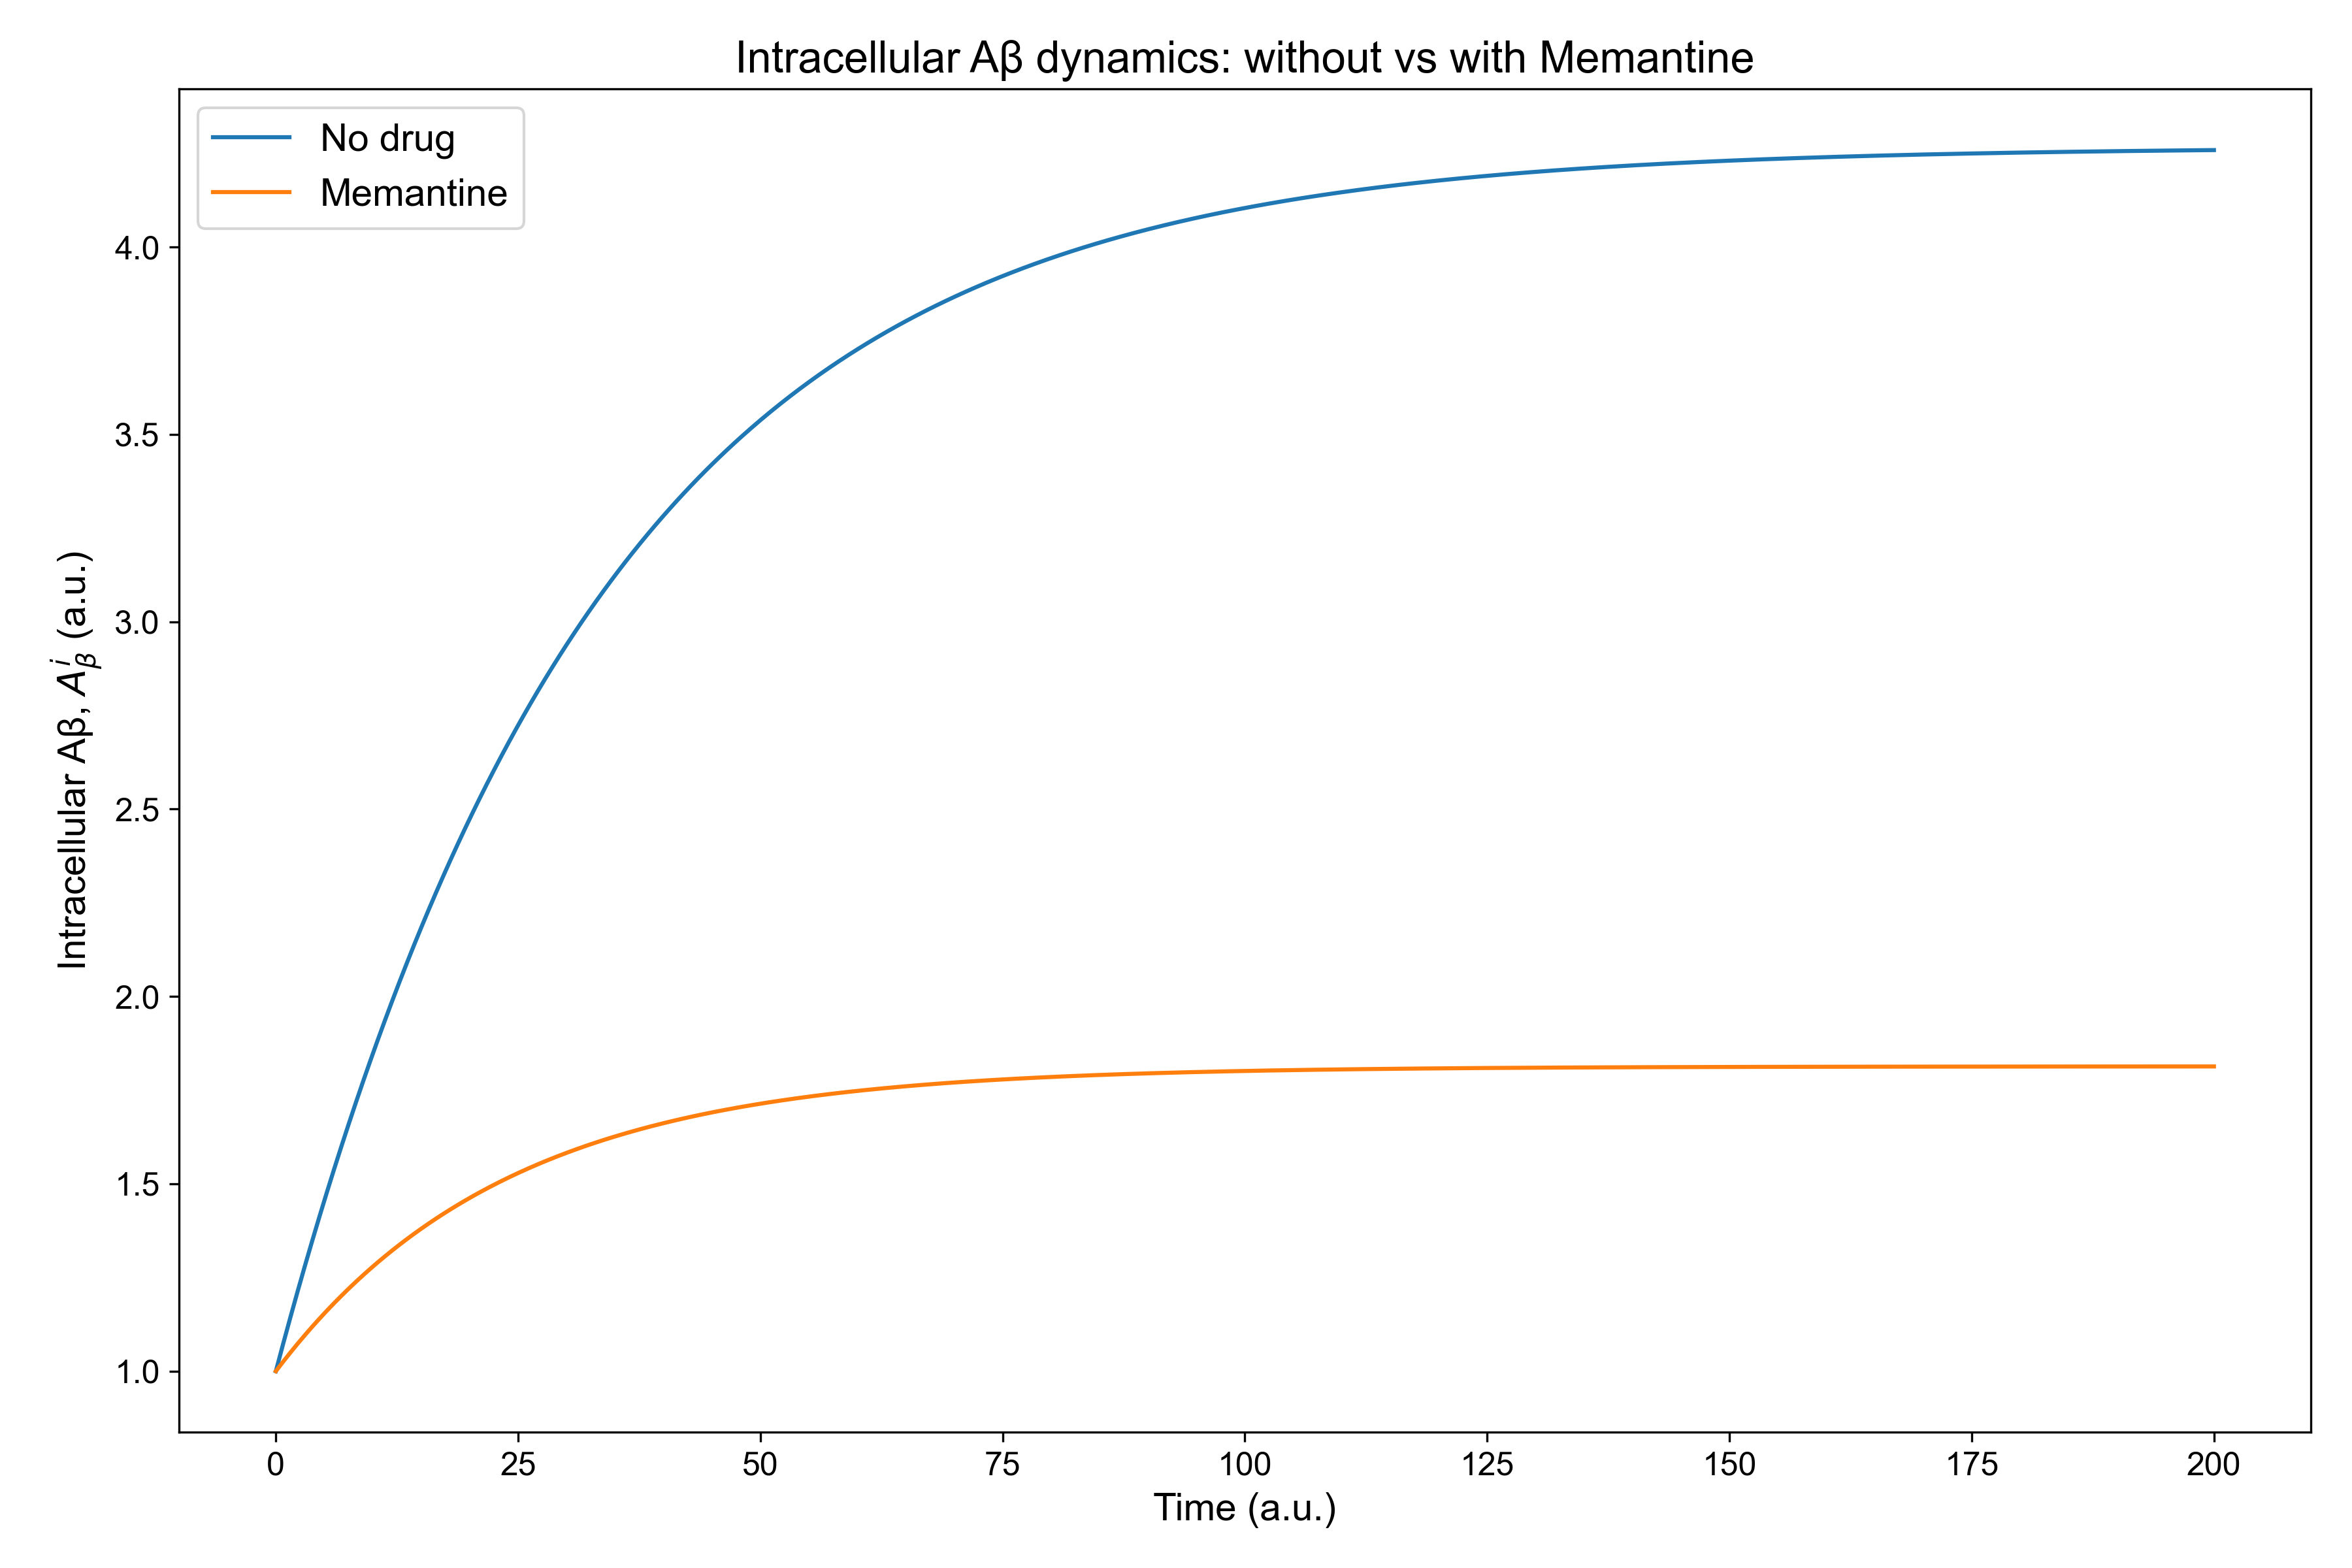 Intracellular Aβ dynamics: without vs with Memantine
No drug
Memantine
Intracellular Aβ, $A^i_β$ (a.u.)
4.0
3.5
3.0
2.5
2.0
1.5
1.0
0 25 50 75 100 125 150 175 200
Time (a.u.)